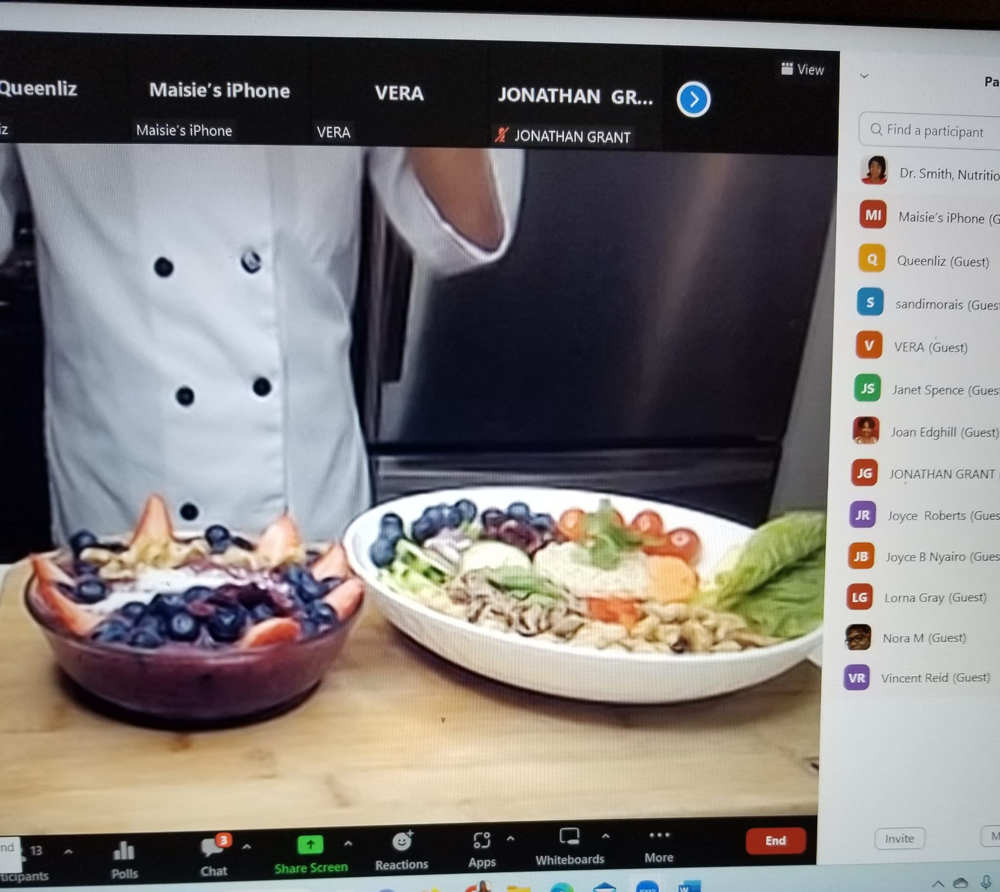 Queenliz
Maisie's iPhone
VERA
JONATHAN GR...
View
iz
Maisie's iPhone
VERA
JONATHAN GRANT
Pa
Find a participant
Dr. Smith, Nutritio
MI Maisie's iPhone (G
Q Queenliz (Guest)
S sandimorais (Guest
V VERA (Guest)
JS Janet Spence (Gues
Joan Edghill (Guest)
JG JONATHAN GRANT (
JR Joyce Roberts (Gues
JB Joyce B Nyairo (Gues
LG Lorna Gray (Guest)
Nora M (Guest)
VR Vincent Reid (Guest)
Invite
M
nd
13
ticipants
Polls
3
Chat
Share Screen
Reactions
Apps
Whiteboards
More
End
zoom
W